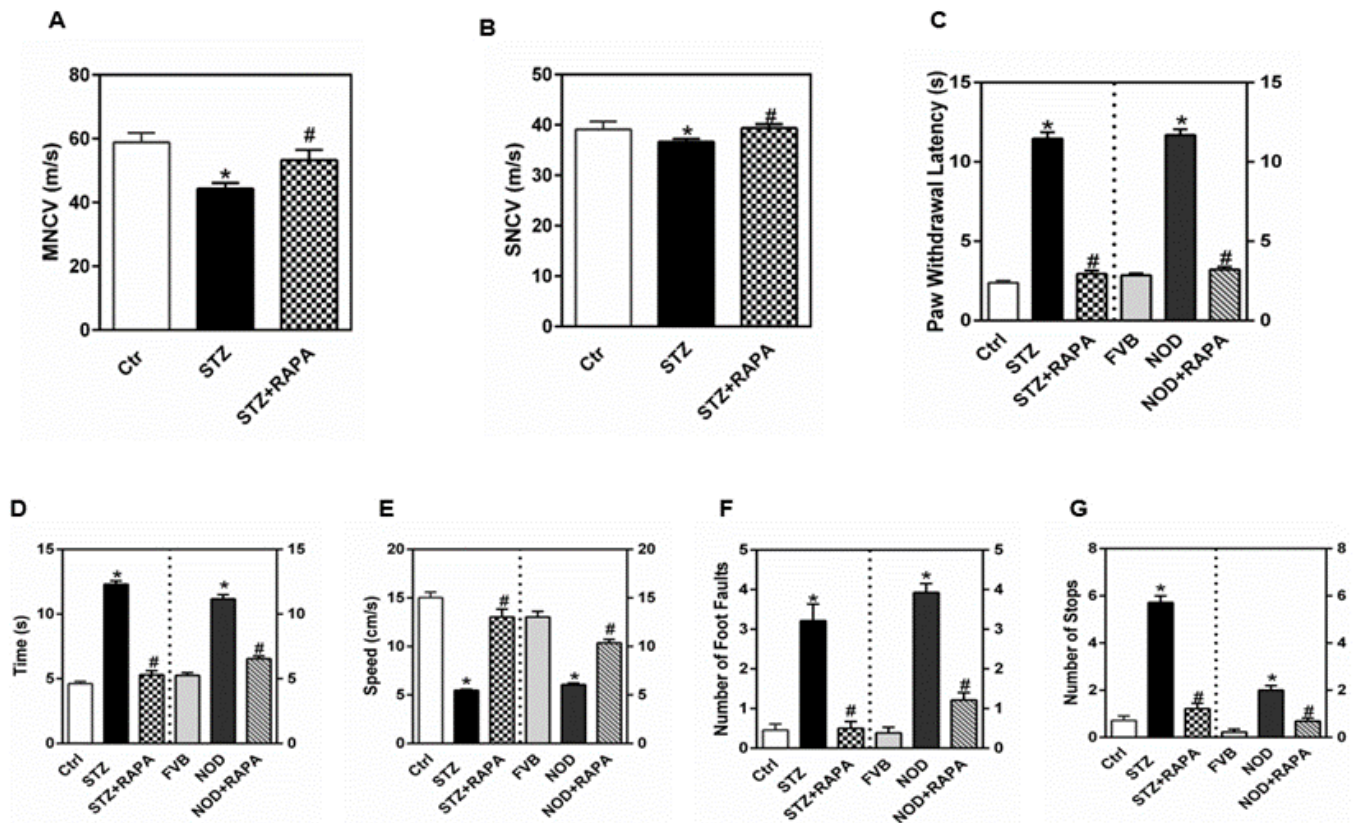 A
MNCV (m/s)
80
60
40
20
0
*
#
Ctr
STZ
STZ+RAPA
B
SNCV (m/s)
50
40
30
20
10
0
*
#
Ctr
STZ
STZ+RAPA
C
Paw Withdrawal Latency (s)
15
10
5
0
*
#
*
#
15
10
5
0
Ctrl
STZ
STZ+RAPA
FVB
NOD
NOD+RAPA
D
Time (s)
15
10
5
0
*
#
*
#
15
10
5
0
Ctrl
STZ
STZ+RAPA
FVB
NOD
NOD+RAPA
E
Speed (cm/s)
20
15
10
5
0
*
#
*
#
20
15
10
5
0
Ctrl
STZ
STZ+RAPA
FVB
NOD
NOD+RAPA
F
Number of Foot Faults
5
4
3
2
1
0
*
#
*
#
5
4
3
2
1
0
Ctrl
STZ
STZ+RAPA
FVB
NOD
NOD+RAPA
G
Number of Stops
8
6
4
2
0
*
#
*
#
8
6
4
2
0
Ctrl
STZ
STZ+RAPA
FVB
NOD
NOD+RAPA